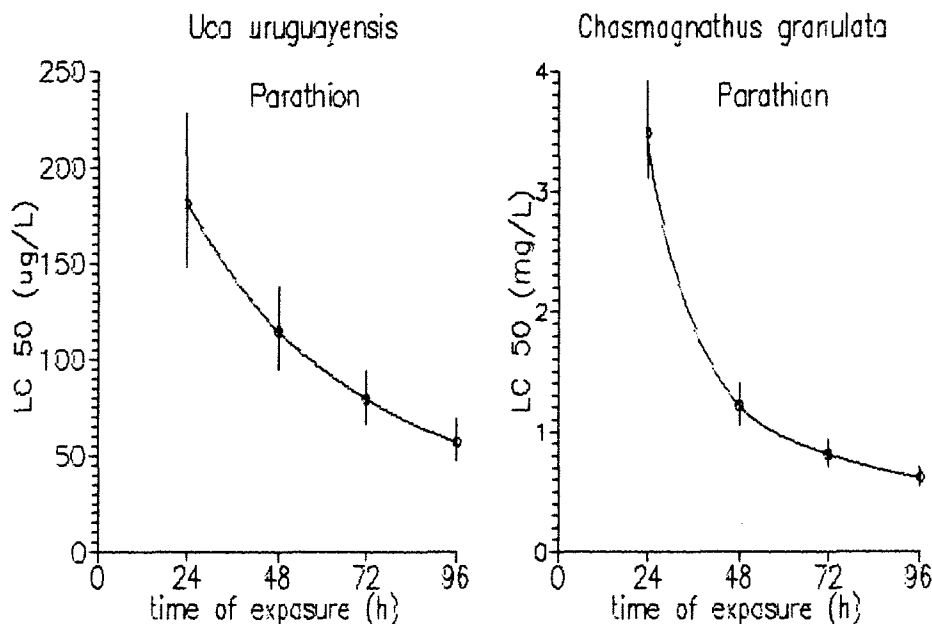 Uca uruguayensis
250
200
150
100
50
0
LC 50 (ug/L)
Parathion
0 24 48 72 96
time of expasure (h)
Chasmagnathus granulata
4
3
2
1
0
LC 50 (mg/L)
Parathian
0 24 48 72 96
time of expasure (h)